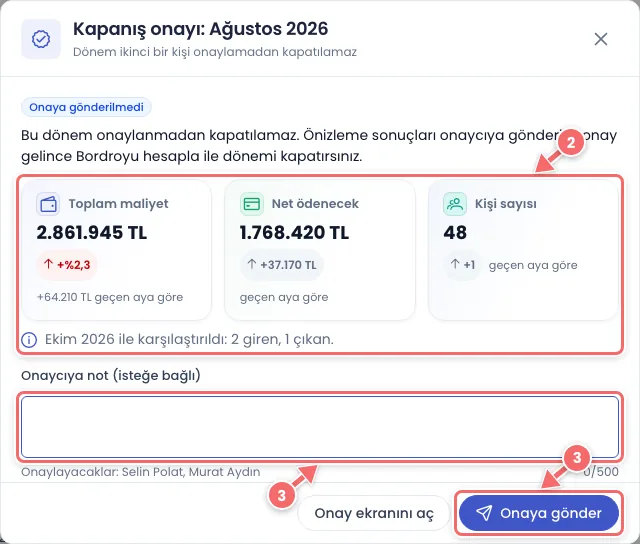 Kapanış onayı: Ağustos 2026
Dönem ikinci bir kişi onaylamadan kapatılamaz
Onaya gönderilmedi
Bu dönem onaylanmadan kapatılamaz. Önizleme sonuçları onaycıya gönderi onay
gelince Bordroyu hesapla ile dönemi kapatırsınız.
2
Toplam maliyet
2.861.945 TL
+%2,3
+64.210 TL geçen aya göre
Net ödenecek
1.768.420 TL
+37.170 TL
geçen aya göre
Kişi sayısı
48
+1 geçen aya göre
Ekim 2026 ile karşılaştırıldı: 2 giren, 1 çıkan.
Onaycıya not (isteğe bağlı)
Onaylayacaklar: Selin Polat, Murat Aydın
0/500
3
3
Onay ekranını aç
Onaya gönder